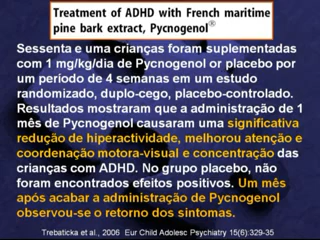 Treatment of ADHD with French maritime
pine bark extract, Pycnogenol®
Sessenta e uma crianças foram suplementadas
com 1 mg/kg/dia de Pycnogenol or placebo por
um período de 4 semanas em um estudo
randomizado, duplo-cego, placebo-controlado.
Resultados mostraram que a administração de 1
mês de Pycnogenol causaram uma significativa
redução de hiperactividade, melhorou atenção e
coordenação motora-visual e concentração das
crianças com ADHD. No grupo placebo, não
foram encontrados efeitos positivos. Um mês
após acabar a administração de Pycnogenol
observou-se o retorno dos sintomas.
Trebaticka et al., 2006 Eur Child Adolesc Psychiatry 15(6):329-35